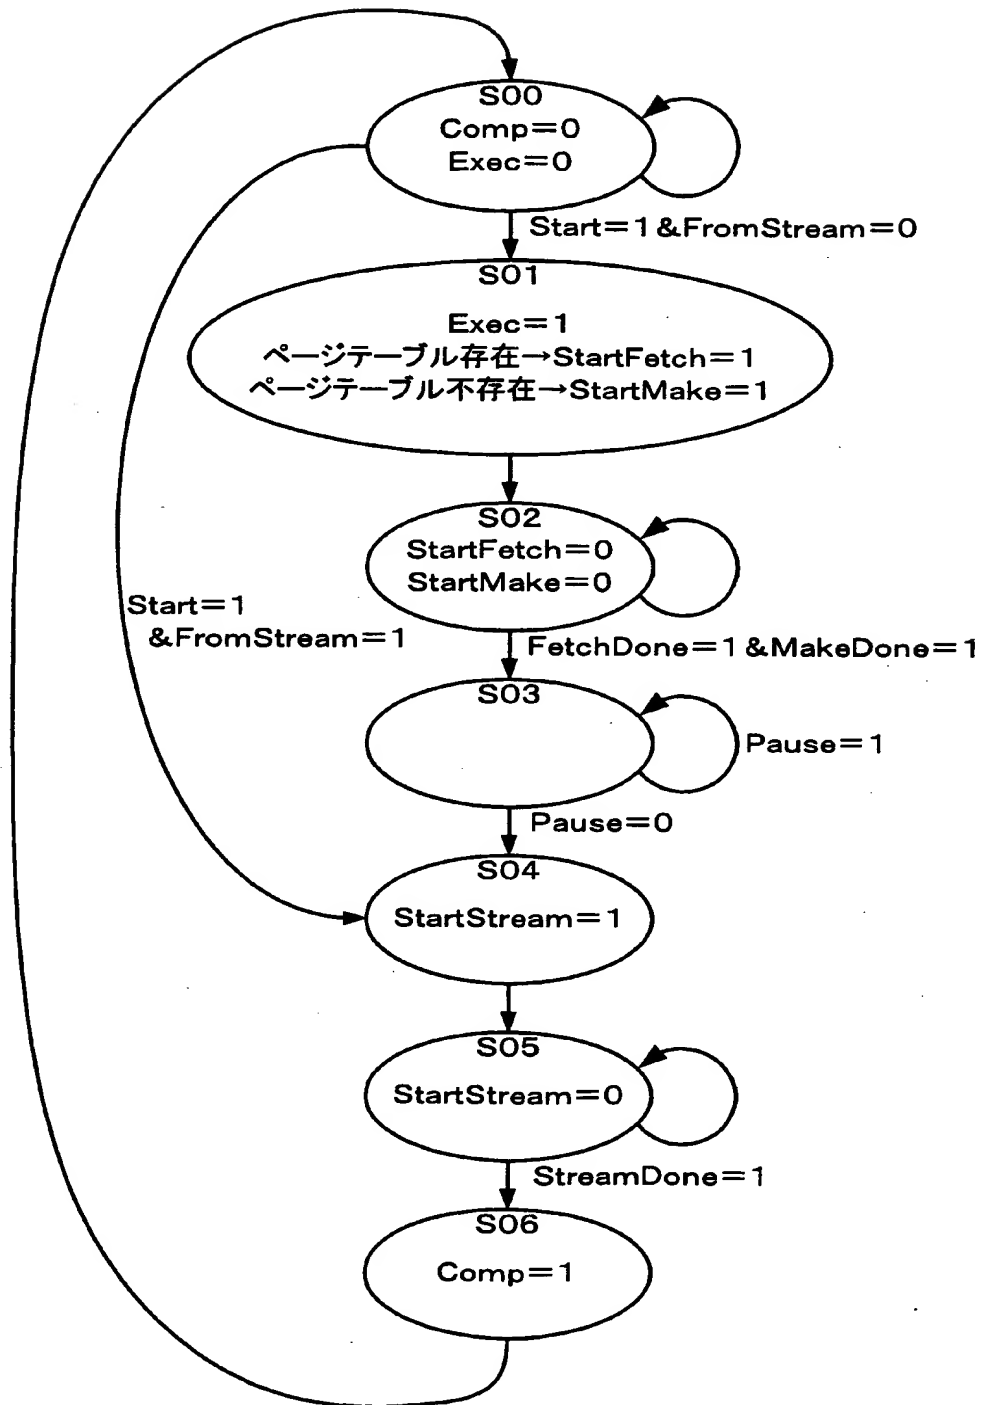 S00
Comp=0
Exec=0
Start=1&FromStream=0
S01
Exec=1
ページテーブル存在→StartFetch=1
ページテーブル不存在→StartMake=1
S02
StartFetch=0
StartMake=0
Start=1
&FromStream=1
FetchDone=1&MakeDone=1
S03
Pause=1
Pause=0
S04
StartStream=1
S05
StartStream=0
StreamDone=1
S06
Comp=1